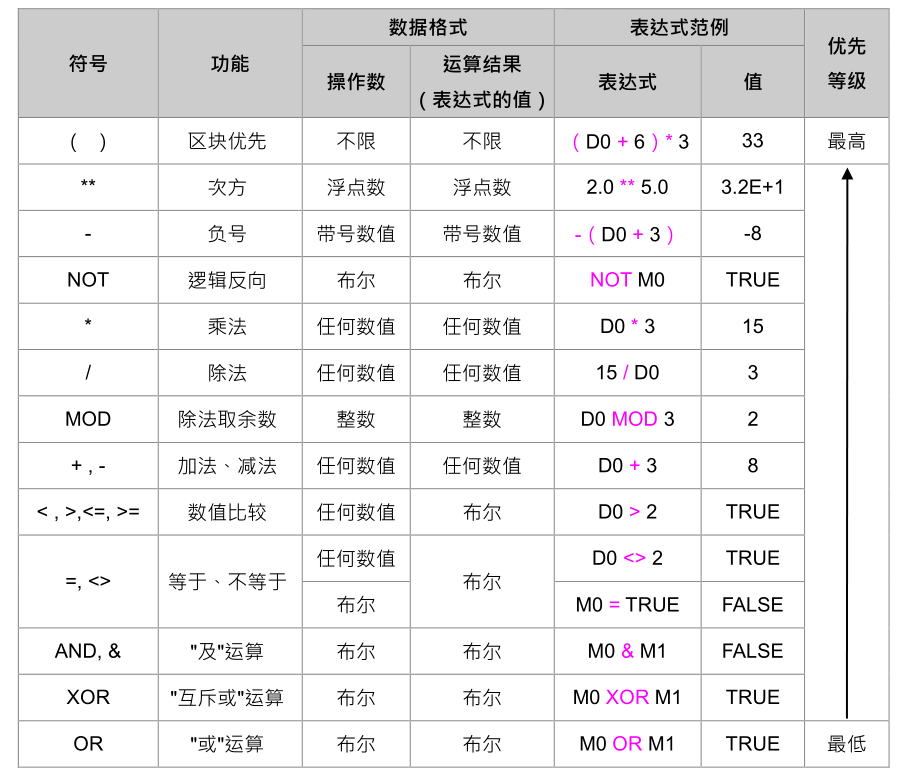 符号 功能 数据格式 表达式范例 优先等级
操作数 运算结果(表达式的值) 表达式 值
( ) 区块优先 不限 不限 ( D0 + 6 ) * 3 33 最高
** 次方 浮点数 浮点数 2.0 ** 5.0 3.2E+1
- 负号 带号数值 带号数值 - ( D0 + 3 ) -8
NOT 逻辑反向 布尔 布尔 NOT M0 TRUE
* 乘法 任何数值 任何数值 D0 * 3 15
/ 除法 任何数值 任何数值 15 / D0 3
MOD 除法取余数 整数 整数 D0 MOD 3 2
+ , - 加法、减法 任何数值 任何数值 D0 + 3 8
< , >,<=, >= 数值比较 任何数值 布尔 D0 > 2 TRUE
=, <> 等于、不等于 任何数值 布尔 D0 <> 2 TRUE
布尔 M0 = TRUE FALSE
AND, & "及"运算 布尔 布尔 M0 & M1 FALSE
XOR "互斥或"运算 布尔 布尔 M0 XOR M1 TRUE
OR "或"运算 布尔 布尔 M0 OR M1 TRUE 最低